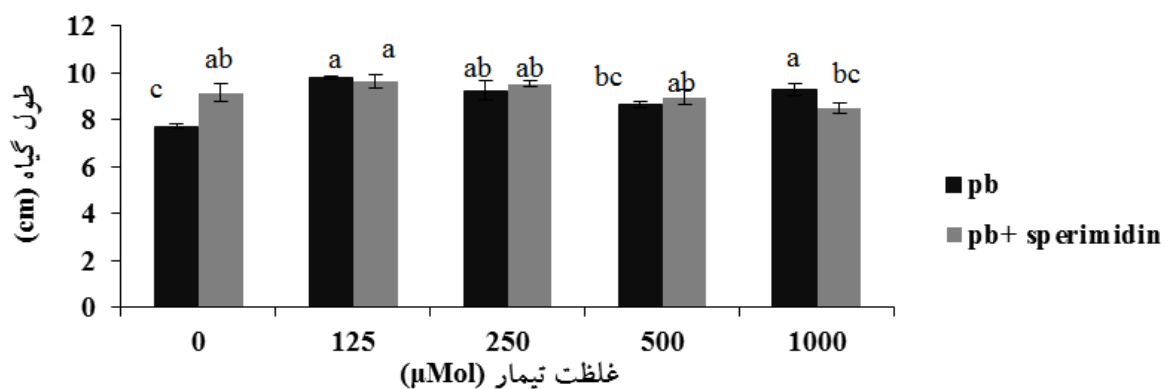 12
10
8
6
4
2
0
طول گیاه
(cm)
c
ab
a
a
ab
ab
bc
ab
a
bc
0
125
250
500
1000
غلظت تیمار (µMol)
pb
pb+ sperimidin